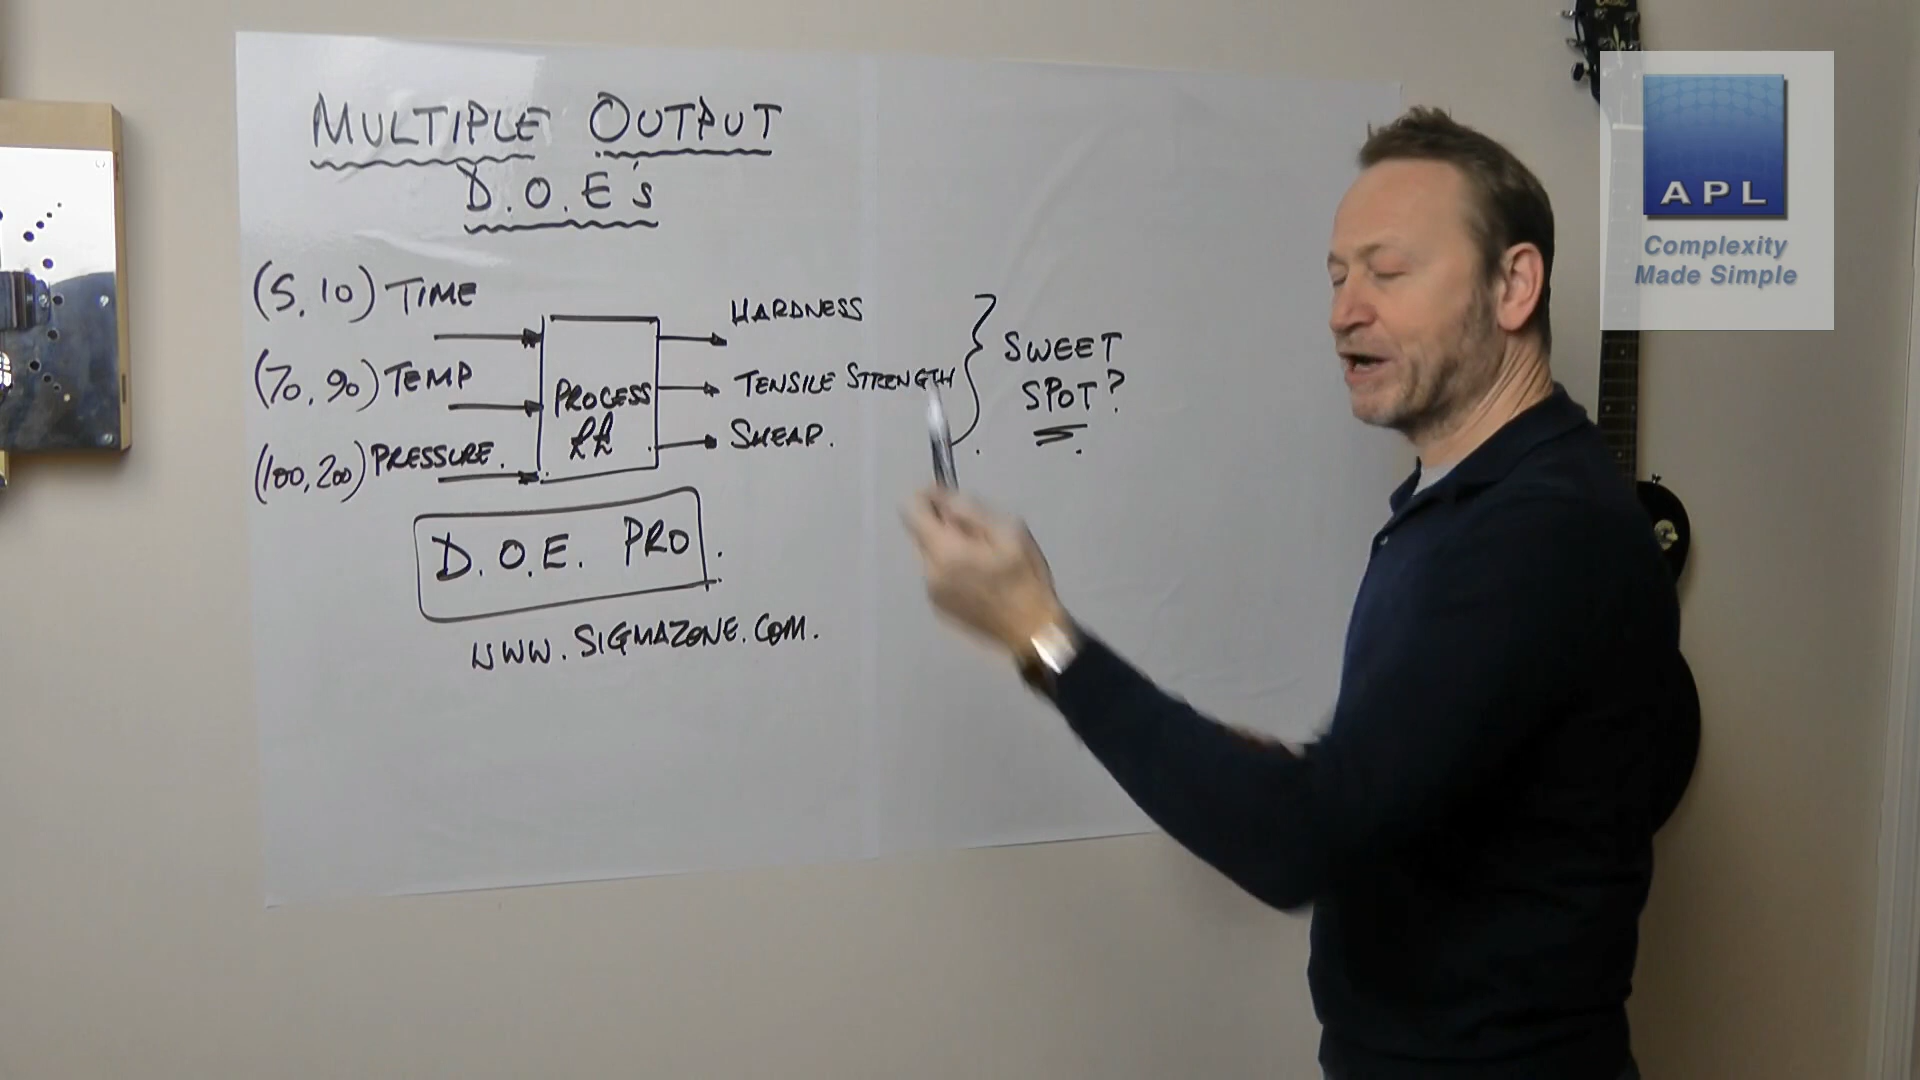 MULTIPLE OUTPUT
D.O.E's
(5, 10) TIME
(70, 90) TEMP
(100, 200) PRESSURE.
PROCESS
££
HARDNESS
TENSILE STRENGTH
SHEAR.
SWEET
SPOT?
D.O.E. PRO.
WWW.SIGMAZONE.COM.
APL
Complexity
Made Simple